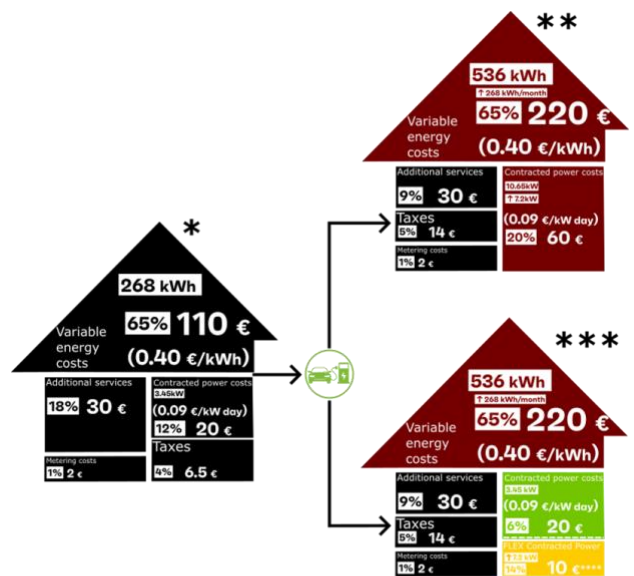 *
268 kWh
65% 110 €
Variable
energy
costs
(0.40 €/kWh)
Additional services
18% 30 €
Metering costs
1% 2 €
Contracted power costs
3.45kW
(0.09 €/kW day)
12% 20 €
Taxes
4% 6.5 €
**
536 kWh
↑ 268 kWh/month
65% 220 €
Variable
energy
costs
(0.40 €/kWh)
Additional services
9% 30 €
Taxes
5% 14 €
Metering costs
1% 2 €
Contracted power costs
10.65kW
↑ 7.2kW
(0.09 €/kW day)
20% 60 €
***
536 kWh
↑ 268 kWh/month
65% 220 €
Variable
energy
costs
(0.40 €/kWh)
Additional services
9% 30 €
Taxes
5% 14 €
Metering costs
1% 2 €
Contracted power costs
3.45 kW
(0.09 €/kW day)
6% 20 €
FLEX Contracted Power
14% 10 €****